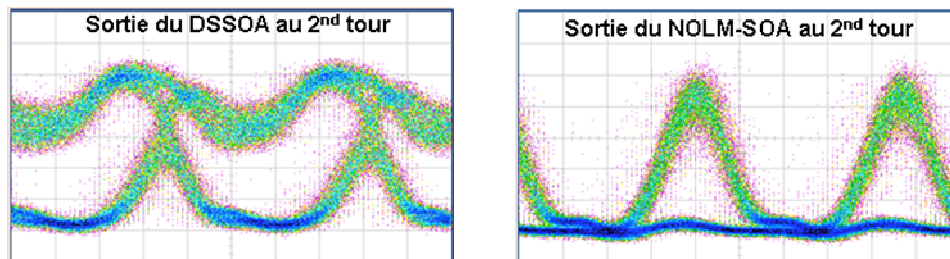 Sortie du DSSOA au 2nd tour
Sortie du NOLM-SOA au 2nd tour